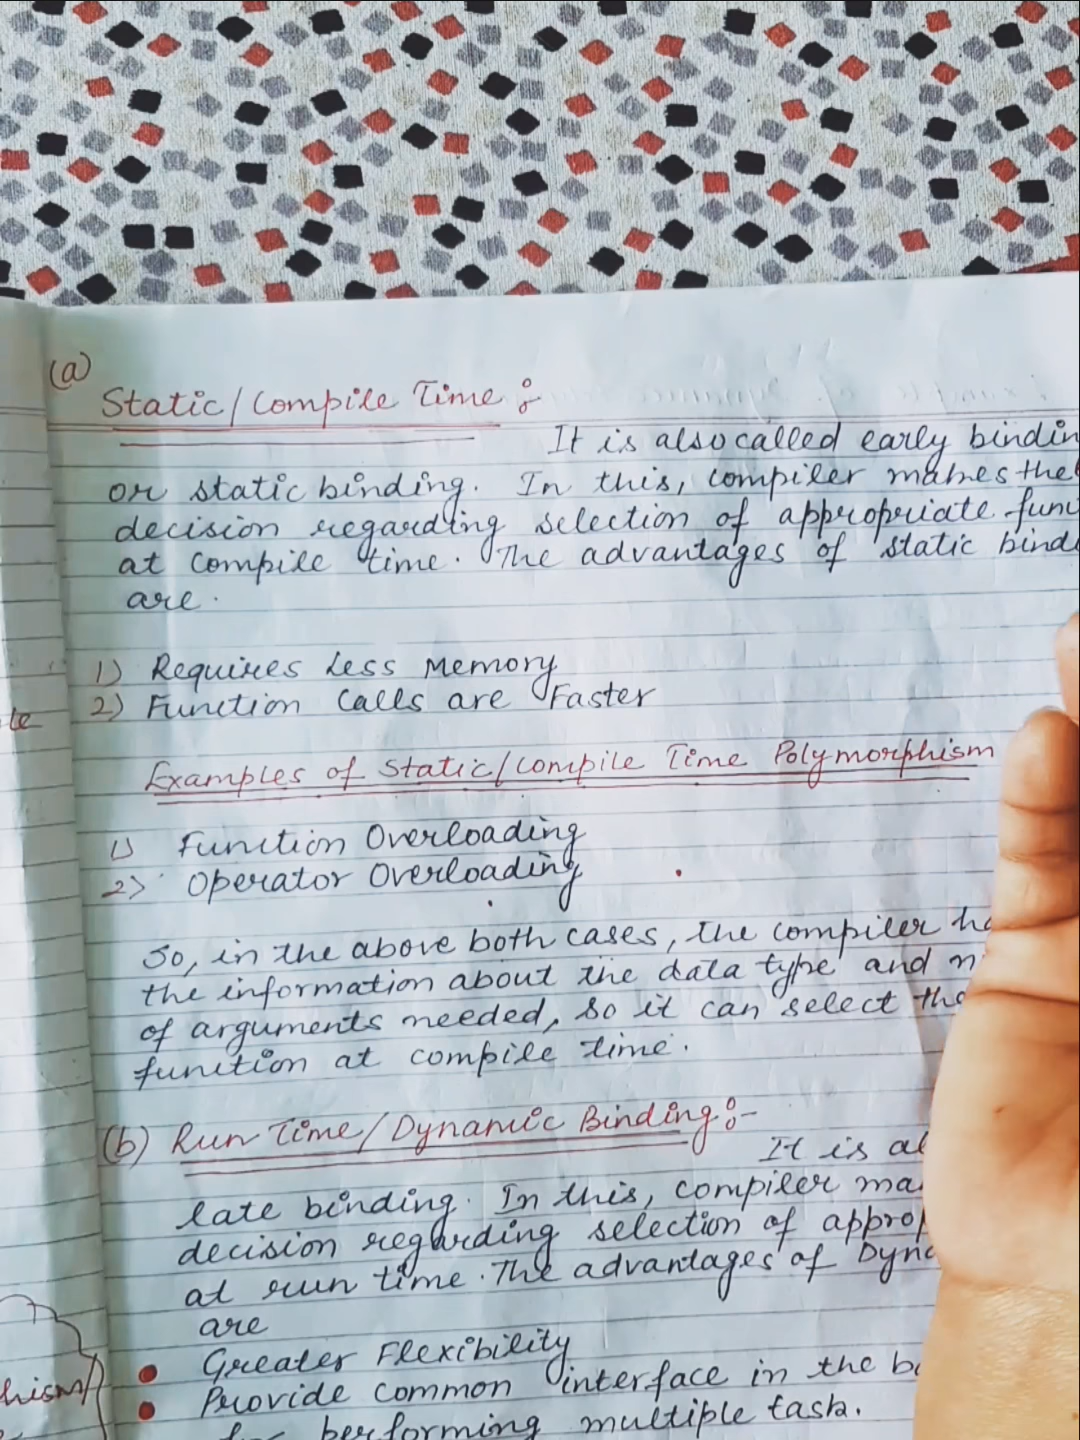 (a)
Static/Compile Time :
It is also called early bindin
or static binding. In this, compiler makes the
decision regarding selection of appropriate func
at compile time. The advantages of static bind
are.
1) Requires Less Memory
2) Function Calls are Faster
Examples of Static/Compile Time Polymorphism
1) Function Overloading
2) Operator Overloading
So, in the above both cases, the compiler ha
the information about the data type and n
of arguments needed, so it can select the
function at compile time.
(b) Run Time/Dynamic Binding :-
It is al
late binding. In this, compiler ma
decision regarding selection of approp
at run time. The advantages of Dyna
are
Greater Flexibility
Provide common interface in the ba
performing multiple task.